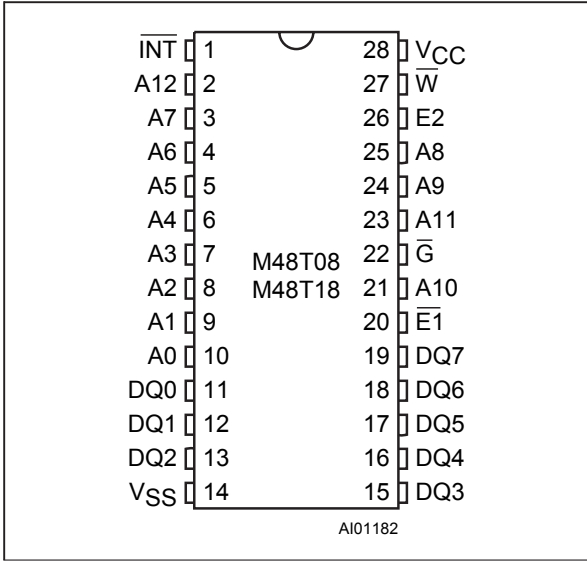 I̅N̅T̅ 1 28 VCC
A12 2 27 W̅
A7 3 26 E2
A6 4 25 A8
A5 5 24 A9
A4 6 23 A11
A3 7 22 G̅
M48T08
A2 8 M48T18 21 A10
A1 9 20 E̅1̅
A0 10 19 DQ7
DQ0 11 18 DQ6
DQ1 12 17 DQ5
DQ2 13 16 DQ4
VSS 14 15 DQ3
AI01182